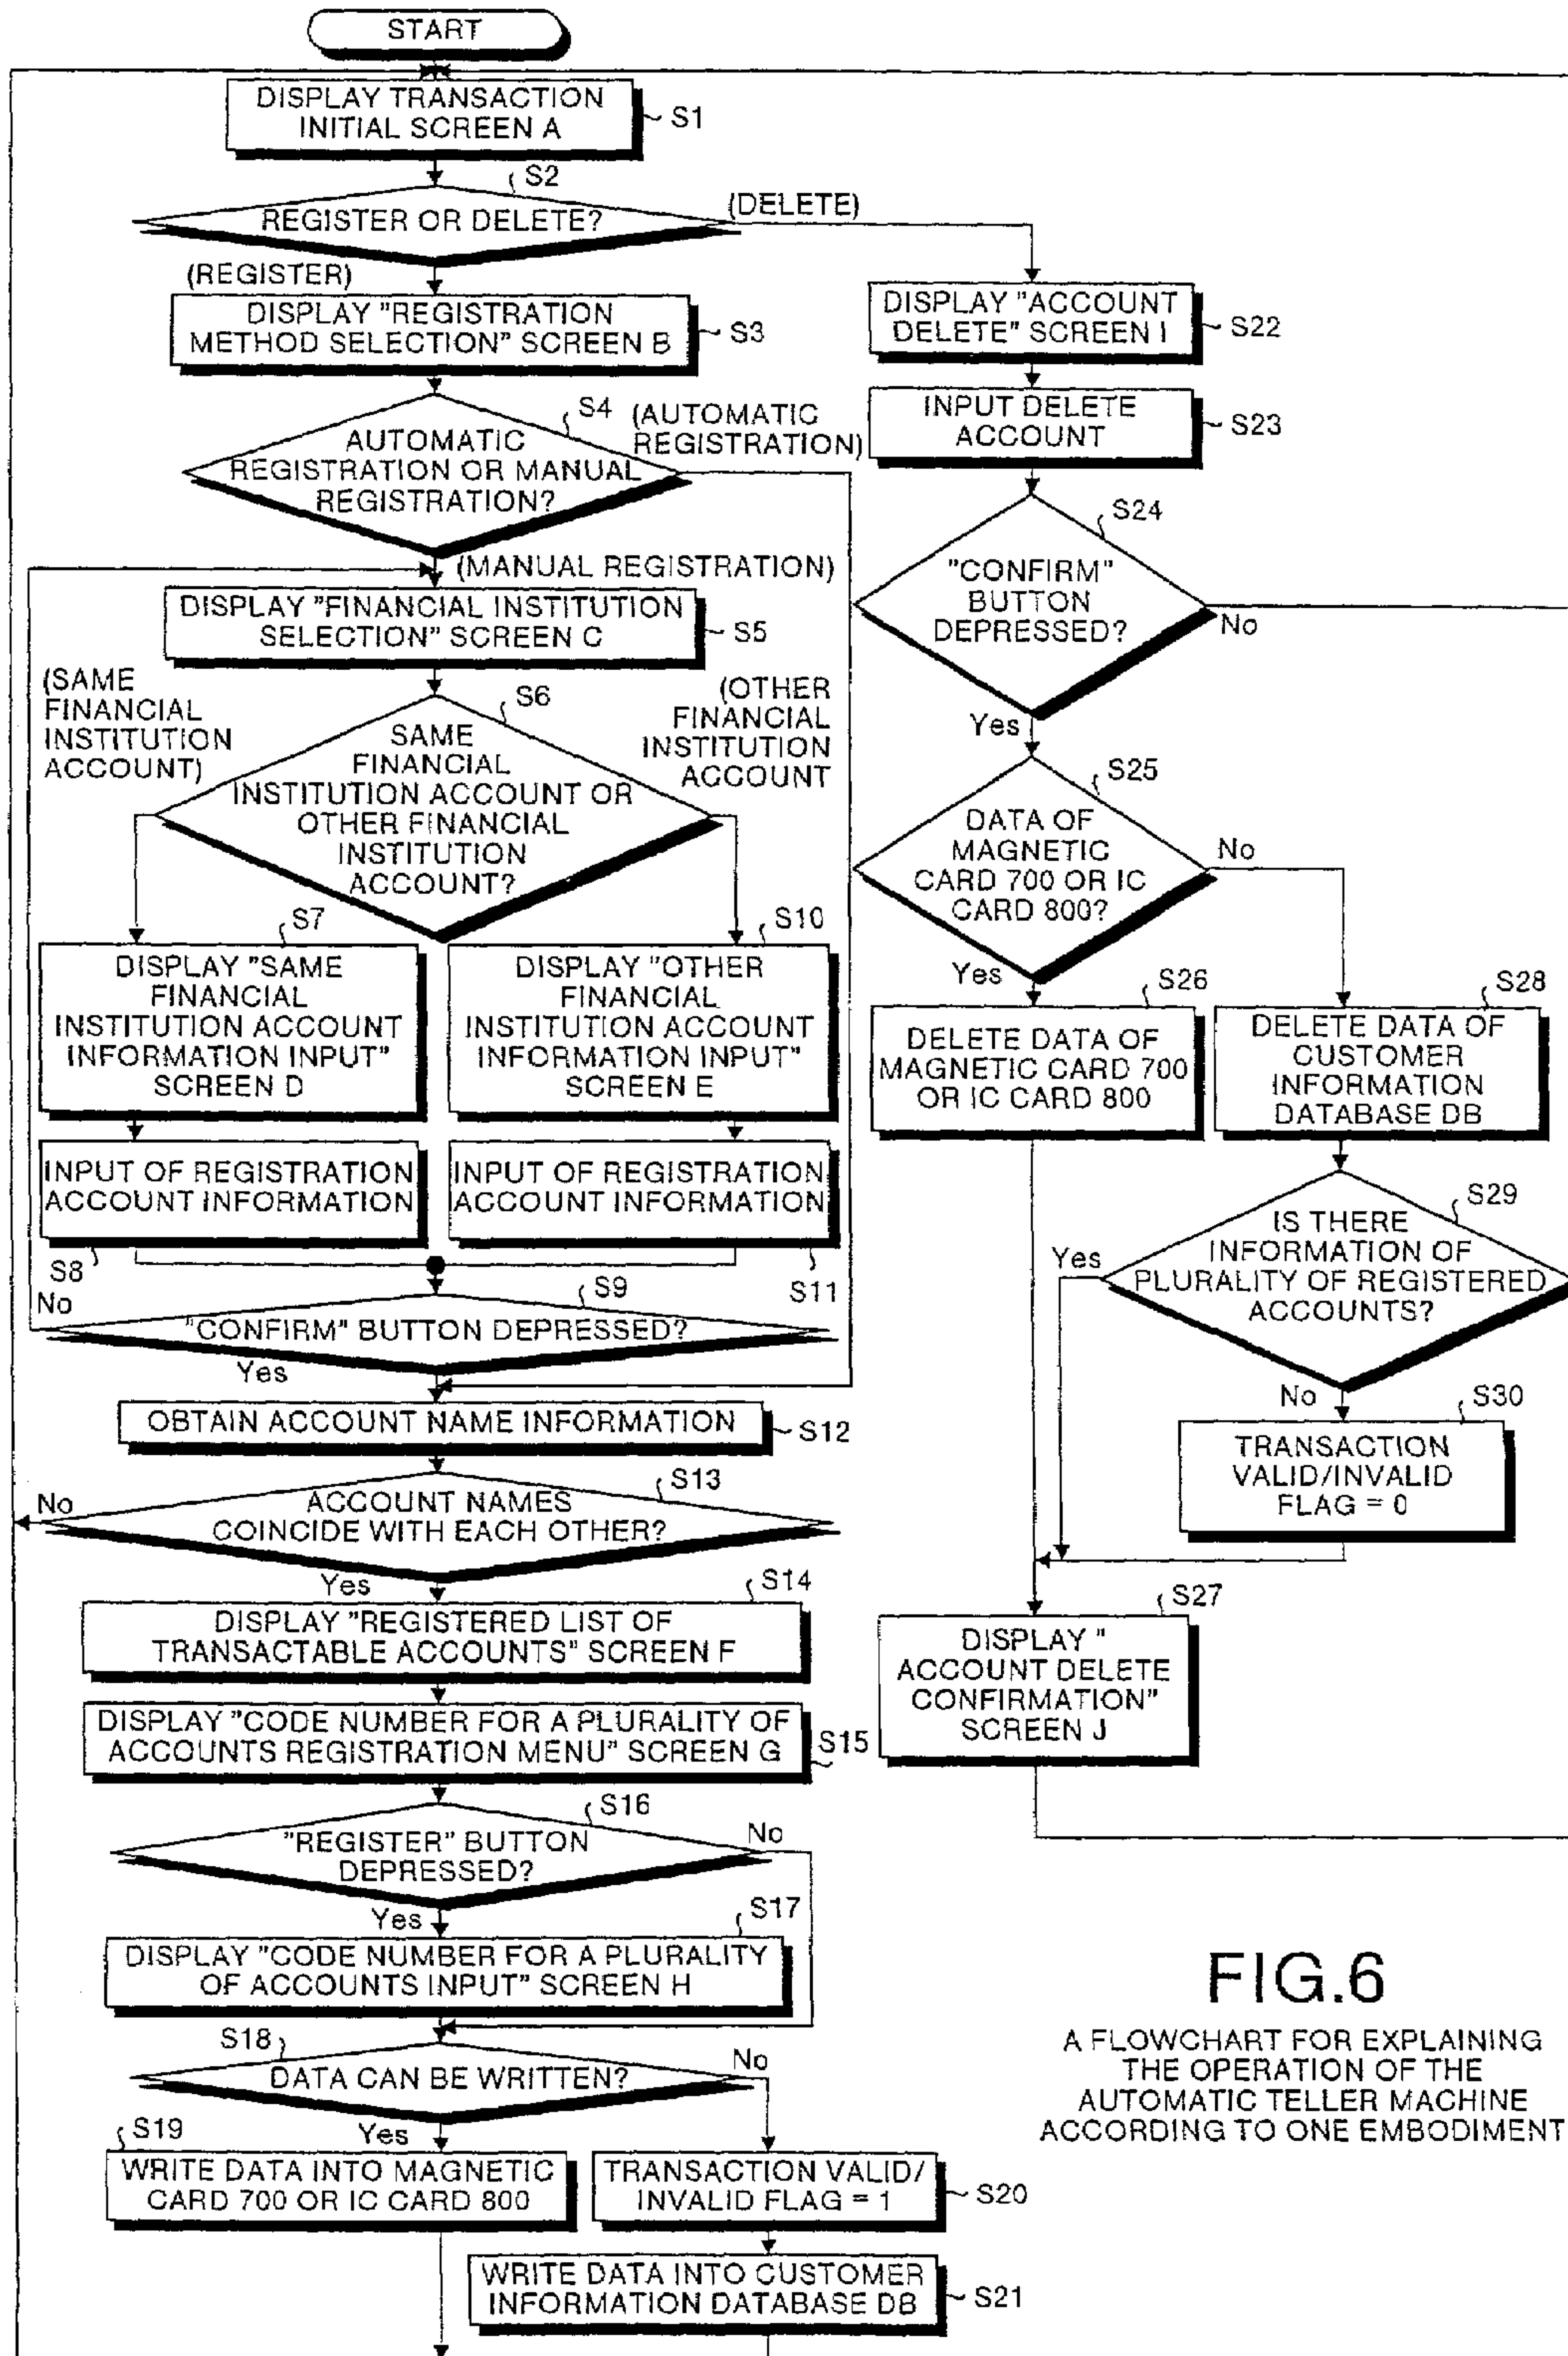 START
DISPLAY TRANSACTION
INITIAL SCREEN A
S1
S2
REGISTER OR DELETE?
(DELETE)
(REGISTER)
DISPLAY "REGISTRATION
METHOD SELECTION" SCREEN B
S3
S4
AUTOMATIC
REGISTRATION OR MANUAL
REGISTRATION?
(AUTOMATIC
REGISTRATION)
(MANUAL REGISTRATION)
DISPLAY "FINANCIAL INSTITUTION
SELECTION" SCREEN C
S5
(SAME
FINANCIAL
INSTITUTION
ACCOUNT)
S6
SAME
FINANCIAL
INSTITUTION ACCOUNT OR
OTHER FINANCIAL
INSTITUTION
ACCOUNT?
(OTHER
FINANCIAL
INSTITUTION
ACCOUNT
S7
DISPLAY "SAME
FINANCIAL
INSTITUTION ACCOUNT
INFORMATION INPUT"
SCREEN D
S10
DISPLAY "OTHER
FINANCIAL
INSTITUTION ACCOUNT
INFORMATION INPUT"
SCREEN E
INPUT OF REGISTRATION
ACCOUNT INFORMATION
S8
INPUT OF REGISTRATION
ACCOUNT INFORMATION
S11
No
S9
"CONFIRM" BUTTON DEPRESSED?
Yes
OBTAIN ACCOUNT NAME INFORMATION
S12
S13
No
ACCOUNT NAMES
COINCIDE WITH EACH OTHER?
Yes
S14
DISPLAY "REGISTERED LIST OF
TRANSACTABLE ACCOUNTS" SCREEN F
DISPLAY "CODE NUMBER FOR A PLURALITY OF
ACCOUNTS REGISTRATION MENU" SCREEN G
S15
S16
"REGISTER" BUTTON
DEPRESSED?
No
Yes
S17
DISPLAY "CODE NUMBER FOR A PLURALITY
OF ACCOUNTS INPUT" SCREEN H
S18
DATA CAN BE WRITTEN?
No
Yes
S19
WRITE DATA INTO MAGNETIC
CARD 700 OR IC CARD 800
TRANSACTION VALID/
INVALID FLAG = 1
S20
WRITE DATA INTO CUSTOMER
INFORMATION DATABASE DB
S21
DISPLAY "ACCOUNT
DELETE" SCREEN I
S22
INPUT DELETE
ACCOUNT
S23
S24
"CONFIRM"
BUTTON
DEPRESSED?
No
Yes
S25
DATA OF
MAGNETIC
CARD 700 OR IC
CARD 800?
No
Yes
S26
DELETE DATA OF
MAGNETIC CARD 700
OR IC CARD 800
S28
DELETE DATA OF
CUSTOMER
INFORMATION
DATABASE DB
S29
IS THERE
INFORMATION OF
PLURALITY OF REGISTERED
ACCOUNTS?
Yes
No
S30
TRANSACTION
VALID/INVALID
FLAG = 0
S27
DISPLAY "
ACCOUNT DELETE
CONFIRMATION"
SCREEN J
FIG.6
A FLOWCHART FOR EXPLAINING
THE OPERATION OF THE
AUTOMATIC TELLER MACHINE
ACCORDING TO ONE EMBODIMENT